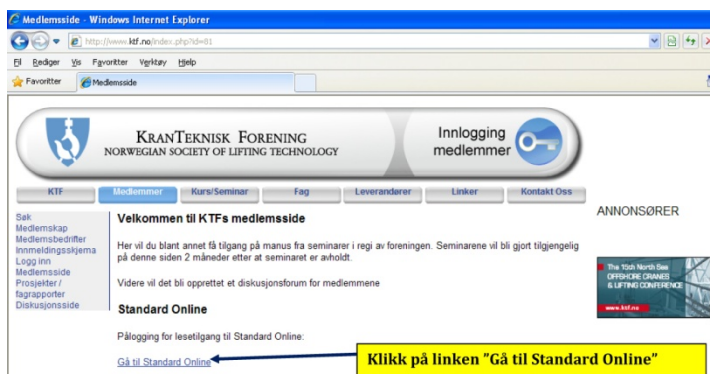 Medlemsside - Windows Internet Explorer
http://www.ktf.no/index.php?id=81
Fil Rediger Vis Favoritter Verktøy Hjelp
Favoritter Medlemsside
KRANTEKNISK FORENING
NORWEGIAN SOCIETY OF LIFTING TECHNOLOGY
Innlogging
medlemmer
KTF Medlemmer Kurs/Seminar Fag Leverandører Linker Kontakt Oss
Søk
Medlemskap
Medlemsbedrifter
Innmeldingsskjema
Logg inn
Medlemsside
Prosjekter /
fagrapporter
Diskusjonsside
Velkommen til KTFs medlemsside
Her vil du blant annet få tilgang på manus fra seminarer i regi av foreningen. Seminarene vil bli gjort tilgjengelig
på denne siden 2 måneder etter at seminaret er avholdt.
Videre vil det bli opprettet et diskusjonsforum for medlemmene
Standard Online
Pålogging for lesetilgang til Standard Online:
Gå til Standard Online
Klikk på linken "Gå til Standard Online"
ANNONSØRER
The 15th North Sea
OFFSHORE CRANES
& LIFTING CONFERENCE
www.ktf.no